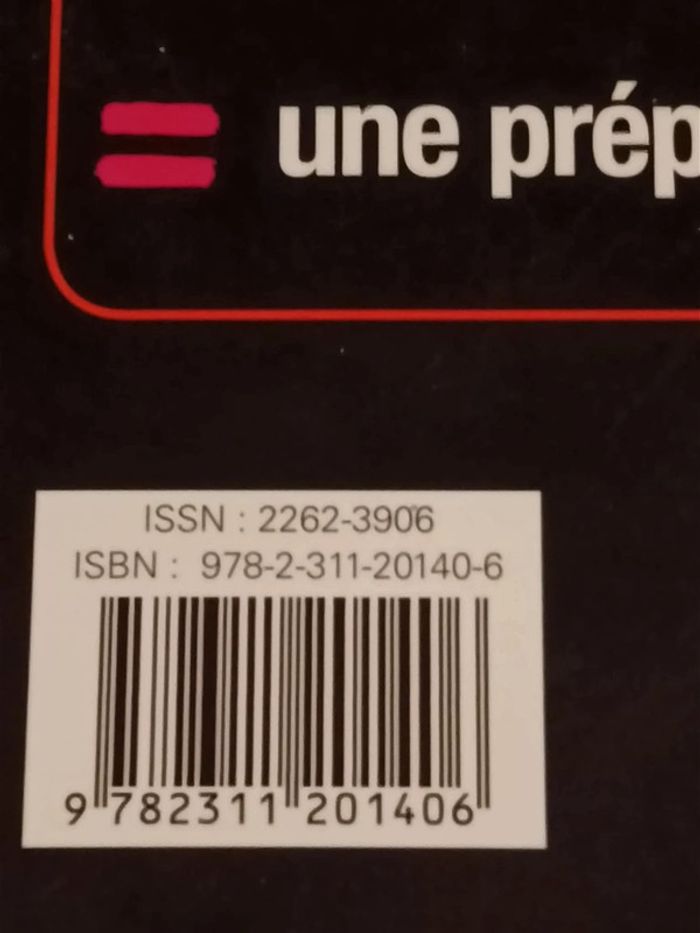 = une prép
ISSN : 2262-3906
ISBN : 978-2-311-20140-6
9 782311 201406